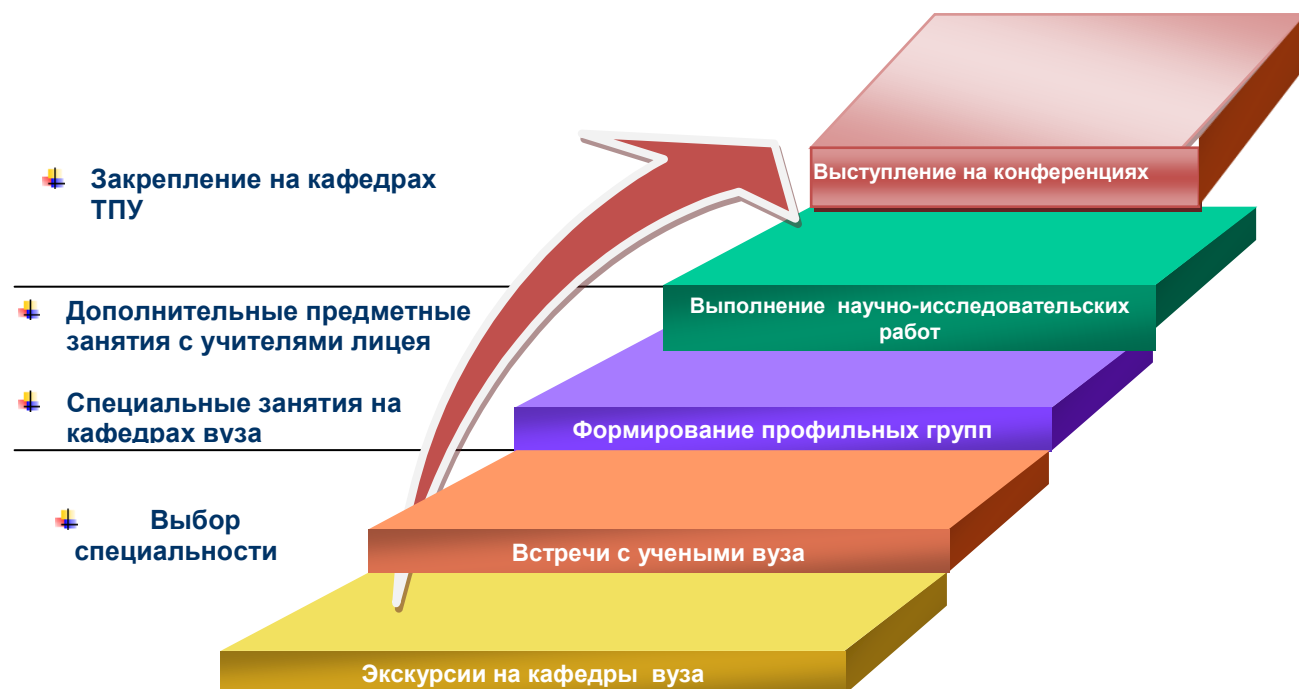 Закрепление на кафедрах
ТПУ
Дополнительные предметные
занятия с учителями лицея
Специальные занятия на
кафедрах вуза
Выбор
специальности
Выступление на конференциях
Выполнение научно-исследовательских
работ
Формирование профильных групп
Встречи с учеными вуза
Экскурсии на кафедры вуза